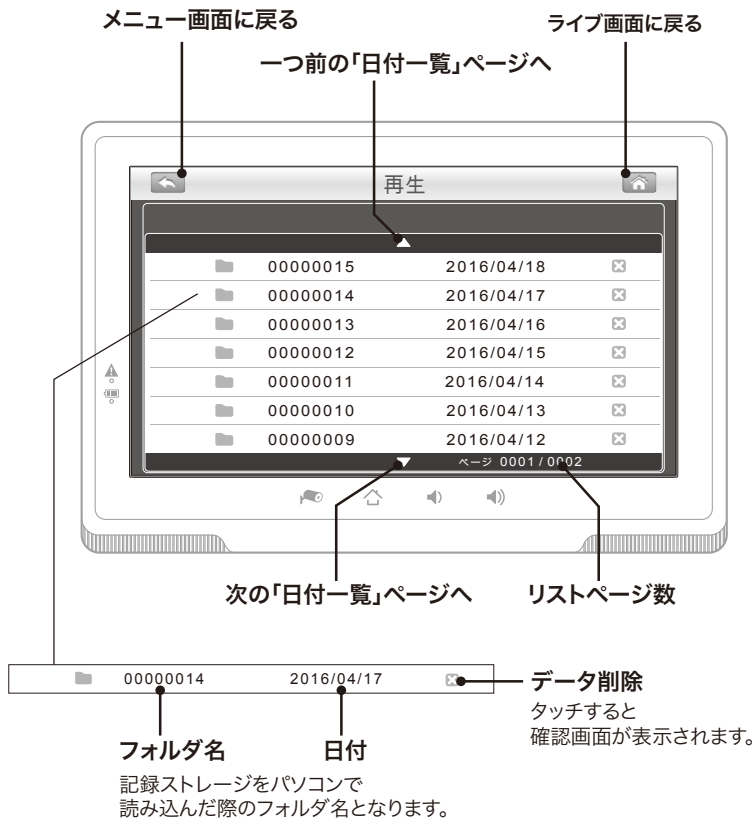 メニュー画面に戻る
ライブ画面に戻る
一つ前の「日付一覧」ページへ
再生
00000015 2016/04/18
00000014 2016/04/17
00000013 2016/04/16
00000012 2016/04/15
00000011 2016/04/14
00000010 2016/04/13
00000009 2016/04/12
ページ 0001 / 0002
次の「日付一覧」ページへ
リストページ数
00000014 2016/04/17
データ削除
タッチすると
確認画面が表示されます。
フォルダ名
日付
記録ストレージをパソコンで
読み込んだ際のフォルダ名となります。